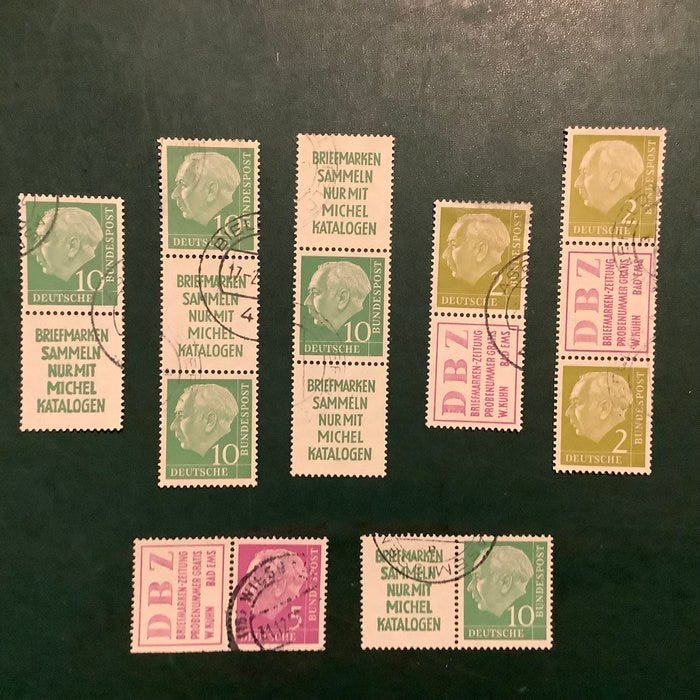 10
DEUTSCHE
BUNDESPOST
BRIEFMARKEN
SAMMELN
NUR MIT
MICHEL
KATALOGEN
10
DEUTSCHE
BUNDESPOST
BRIEFMARKEN
SAMMELN
NUR MIT
MICHEL
KATALOGEN
10
DEUTSCHE
BUNDESPOST
BRIEFMARKEN
SAMMELN
NUR MIT
MICHEL
KATALOGEN
10
DEUTSCHE
BUNDESPOST
BRIEFMARKEN
SAMMELN
NUR MIT
MICHEL
KATALOGEN
2
DEUTSCHE
BUNDESPOST
DBZ
BRIEFMARKEN-ZEITUNG
PROBENUMMER GRATIS
W.KUHN BAD EMS
2
DEUTSCHE
BUNDESPOST
DBZ
BRIEFMARKEN-ZEITUNG
PROBENUMMER GRATIS
W.KUHN BAD EMS
2
DEUTSCHE
BUNDESPOST
DBZ
BRIEFMARKEN-ZEITUNG
PROBENUMMER GRATIS
W.KUHN BAD EMS
5
DEUTSCHE
BUNDESPOST
BRIEFMARKEN
SAMMELN
NUR MIT
MICHEL
KATALOGEN
10
DEUTSCHE
BUNDESPOST